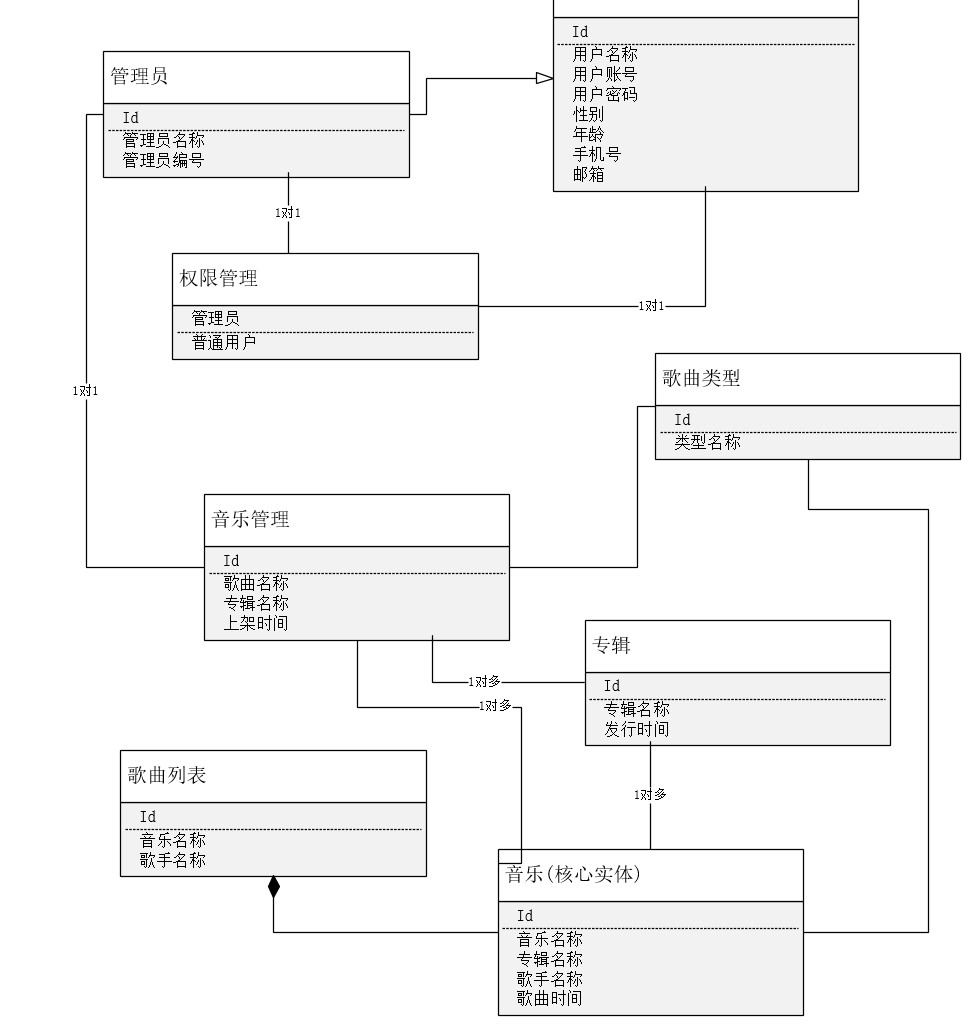 Id
用户名称
用户账号
用户密码
性别
年龄
手机号
邮箱
管理员
Id
管理员名称
管理员编号
1对1
权限管理
管理员
普通用户
1对1
1对1
歌曲类型
Id
类型名称
音乐管理
Id
歌曲名称
专辑名称
上架时间
专辑
Id
专辑名称
发行时间
1对多
1对多
1对多
歌曲列表
Id
音乐名称
歌手名称
音乐(核心实体)
Id
音乐名称
专辑名称
歌手名称
歌曲时间